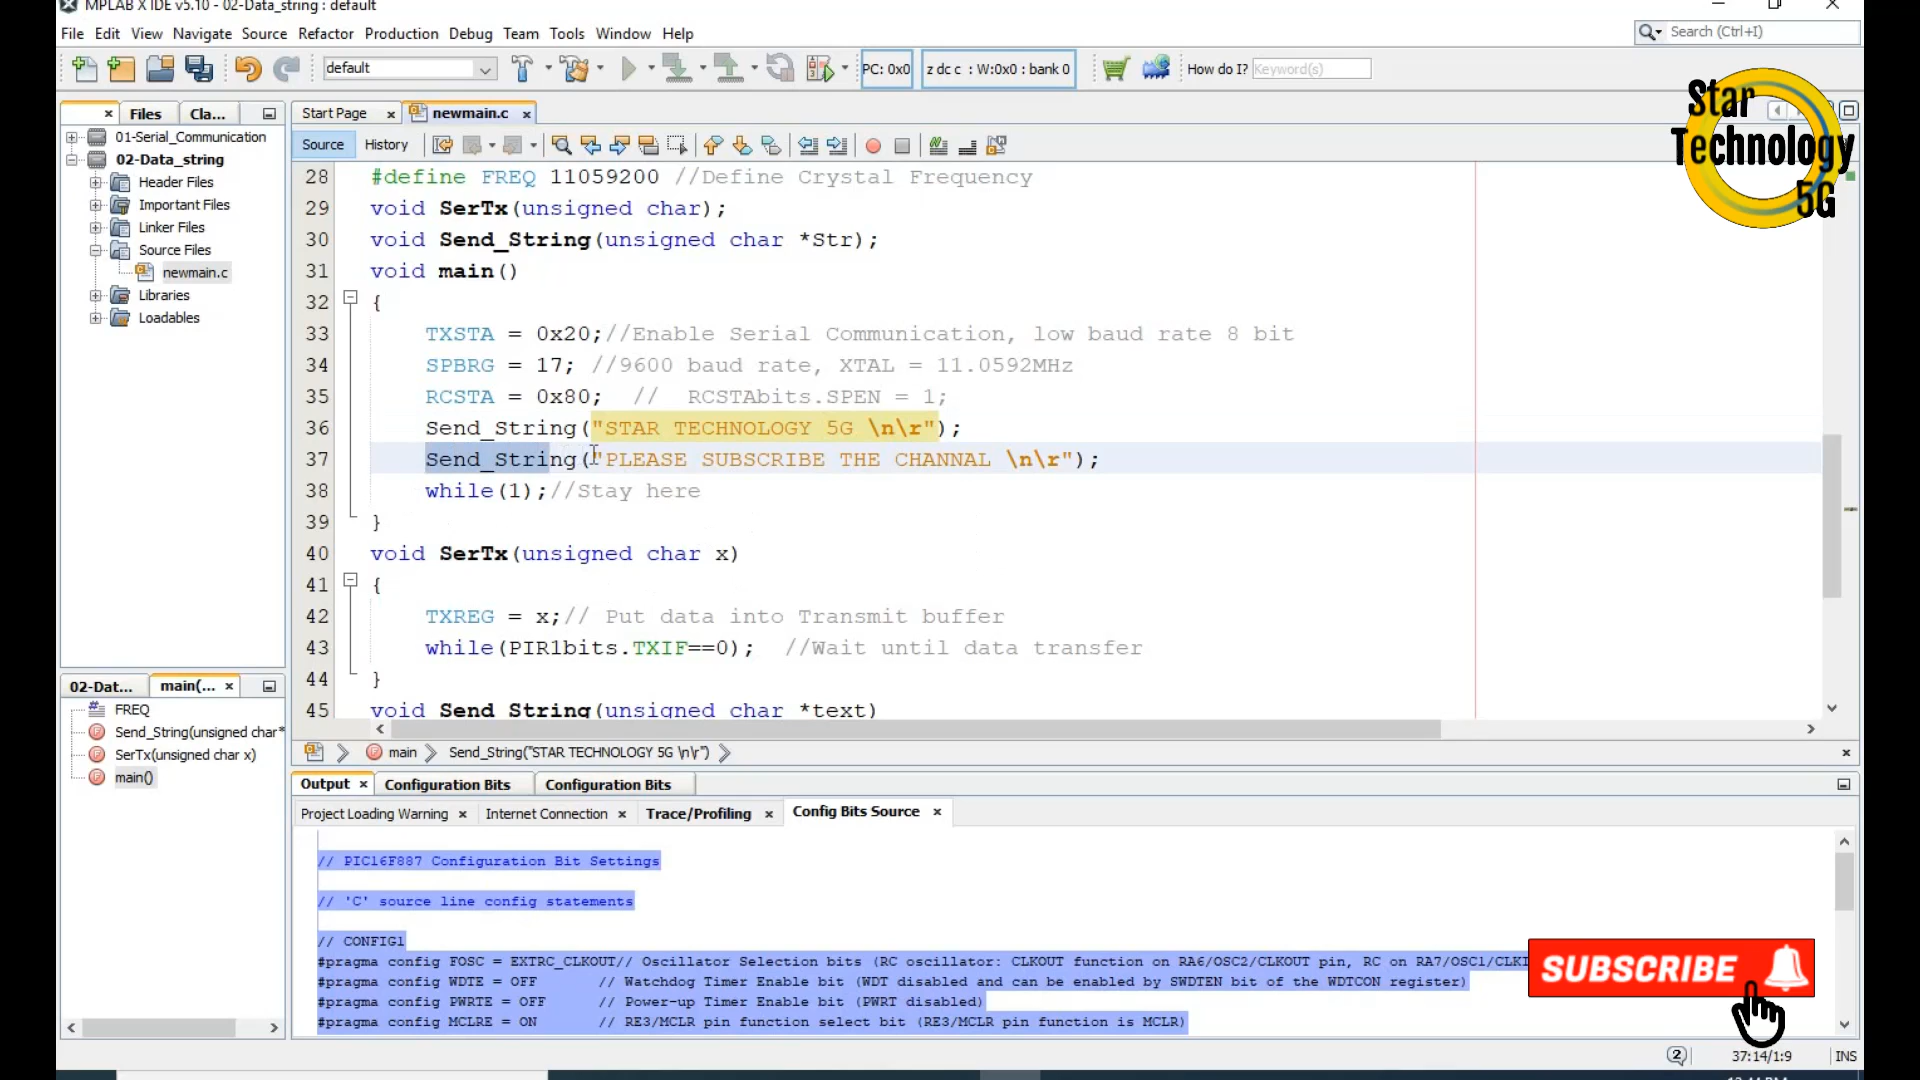 MPLAB X IDE v5.10 - 02-Data_string : default
File Edit View Navigate Source Refactor Production Debug Team Tools Window Help
Search (Ctrl+I)
default
PC: 0x0
z dc c : W:0x0 : bank 0
How do I? Keyword(s)
Star
Technology
5G
Files Cla...
Start Page newmain.c
01-Serial_Communication
02-Data_string
Header Files
Important Files
Linker Files
Source Files
newmain.c
Libraries
Loadables
Source History
28 #define FREQ 11059200 //Define Crystal Frequency
29 void SerTx(unsigned char);
30 void Send_String(unsigned char *Str);
31 void main()
32 {
33 TXSTA = 0x20;//Enable Serial Communication, low baud rate 8 bit
34 SPBRG = 17; //9600 baud rate, XTAL = 11.0592MHz
35 RCSTA = 0x80; // RCSTAbits.SPEN = 1;
36 Send_String("STAR TECHNOLOGY 5G \n\r");
37 Send_String("PLEASE SUBSCRIBE THE CHANNAL \n\r");
38 while(1);//Stay here
39 }
40 void SerTx(unsigned char x)
41 {
42 TXREG = x;// Put data into Transmit buffer
43 while(PIR1bits.TXIF==0); //Wait until data transfer
44 }
45 void Send_String(unsigned char *text)
02-Dat... main(...
FREQ
Send_String(unsigned char*
SerTx(unsigned char x)
main()
main Send_String("STAR TECHNOLOGY 5G \n\r")
Output Configuration Bits Configuration Bits
Project Loading Warning Internet Connection Trace/Profiling Config Bits Source
// PIC16F887 Configuration Bit Settings
// 'C' source line config statements
// CONFIG1
#pragma config FOSC = EXTRC_CLKOUT// Oscillator Selection bits (RC oscillator: CLKOUT function on RA6/OSC2/CLKOUT pin, RC on RA7/OSC1/CLKI
#pragma config WDTE = OFF // Watchdog Timer Enable bit (WDT disabled and can be enabled by SWDTEN bit of the WDTCON register)
#pragma config PWRTE = OFF // Power-up Timer Enable bit (PWRT disabled)
#pragma config MCLRE = ON // RE3/MCLR pin function select bit (RE3/MCLR pin function is MCLR)
SUBSCRIBE
2 37:14/1:9 INS